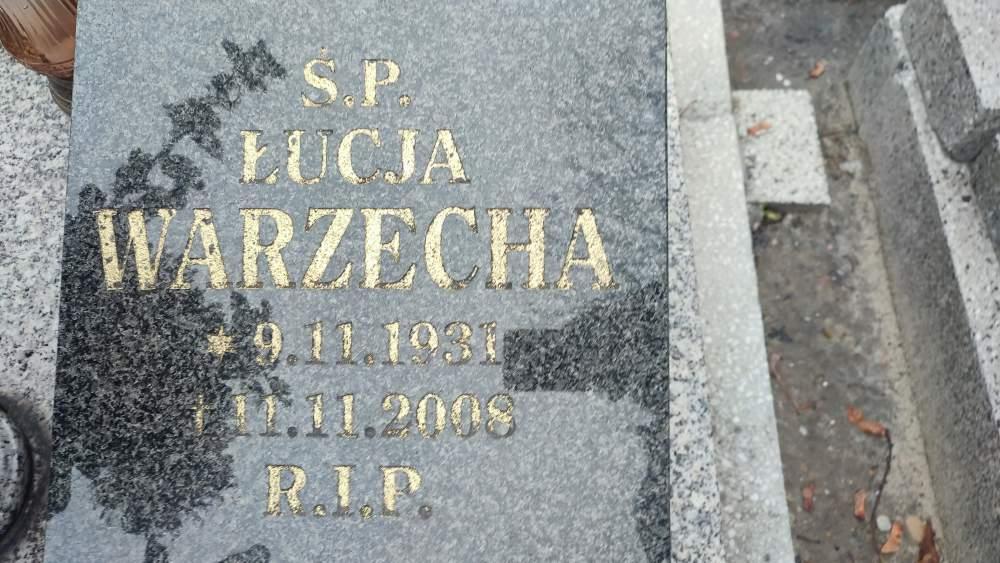 Ś.P.
ŁUCJA
WARZECHA
★ 9.11.1931
† 11.11.2008
R.I.P.